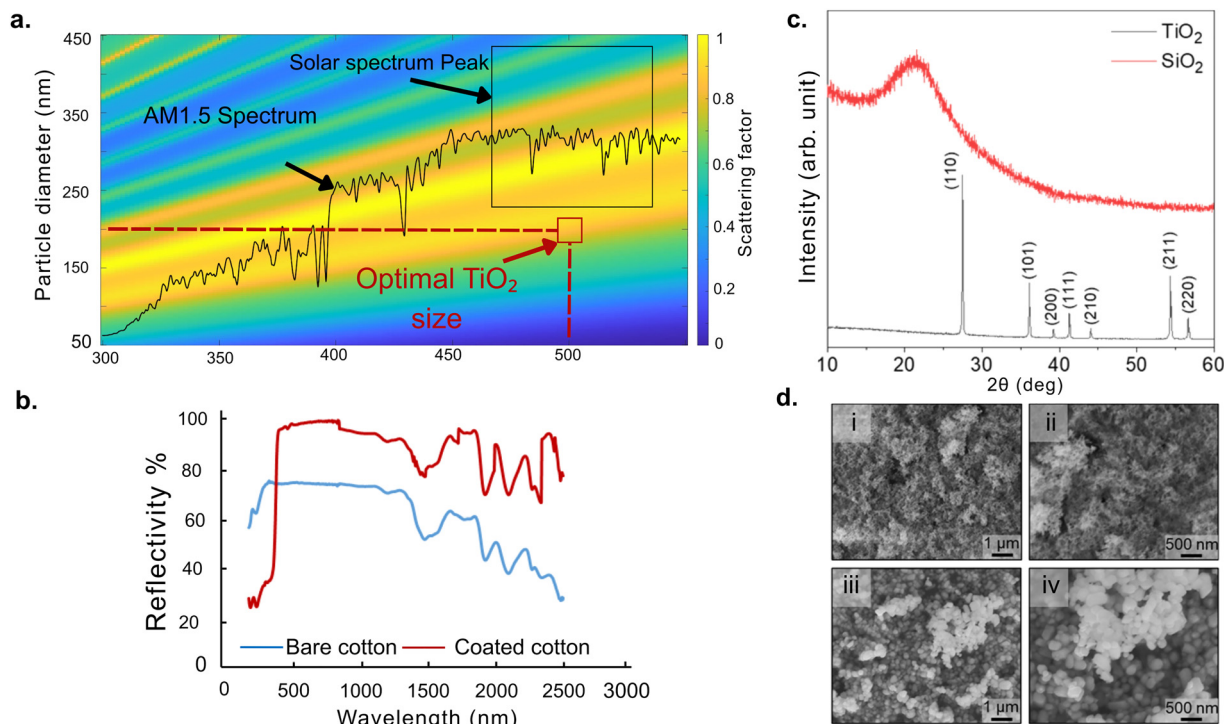 a.
Particle diameter (nm)
450
350
250
150
50
300
400
450
500
Solar spectrum Peak
AM1.5 Spectrum
Optimal TiO₂
size
1
0.8
0.6
0.4
0.2
0
Scattering factor
b.
Reflectivity %
100
80
60
40
20
0
0
500
1000
1500
2000
2500
3000
Bare cotton
Coated cotton
Wavelength (nm)
c.
Intensity (arb. unit)
TiO₂
SiO₂
(110)
(101)
(200)
(111)
(210)
(211)
(220)
10
20
30
40
50
60
2θ (deg)
d.
i
1 µm
ii
500 nm
iii
1 µm
iv
500 nm